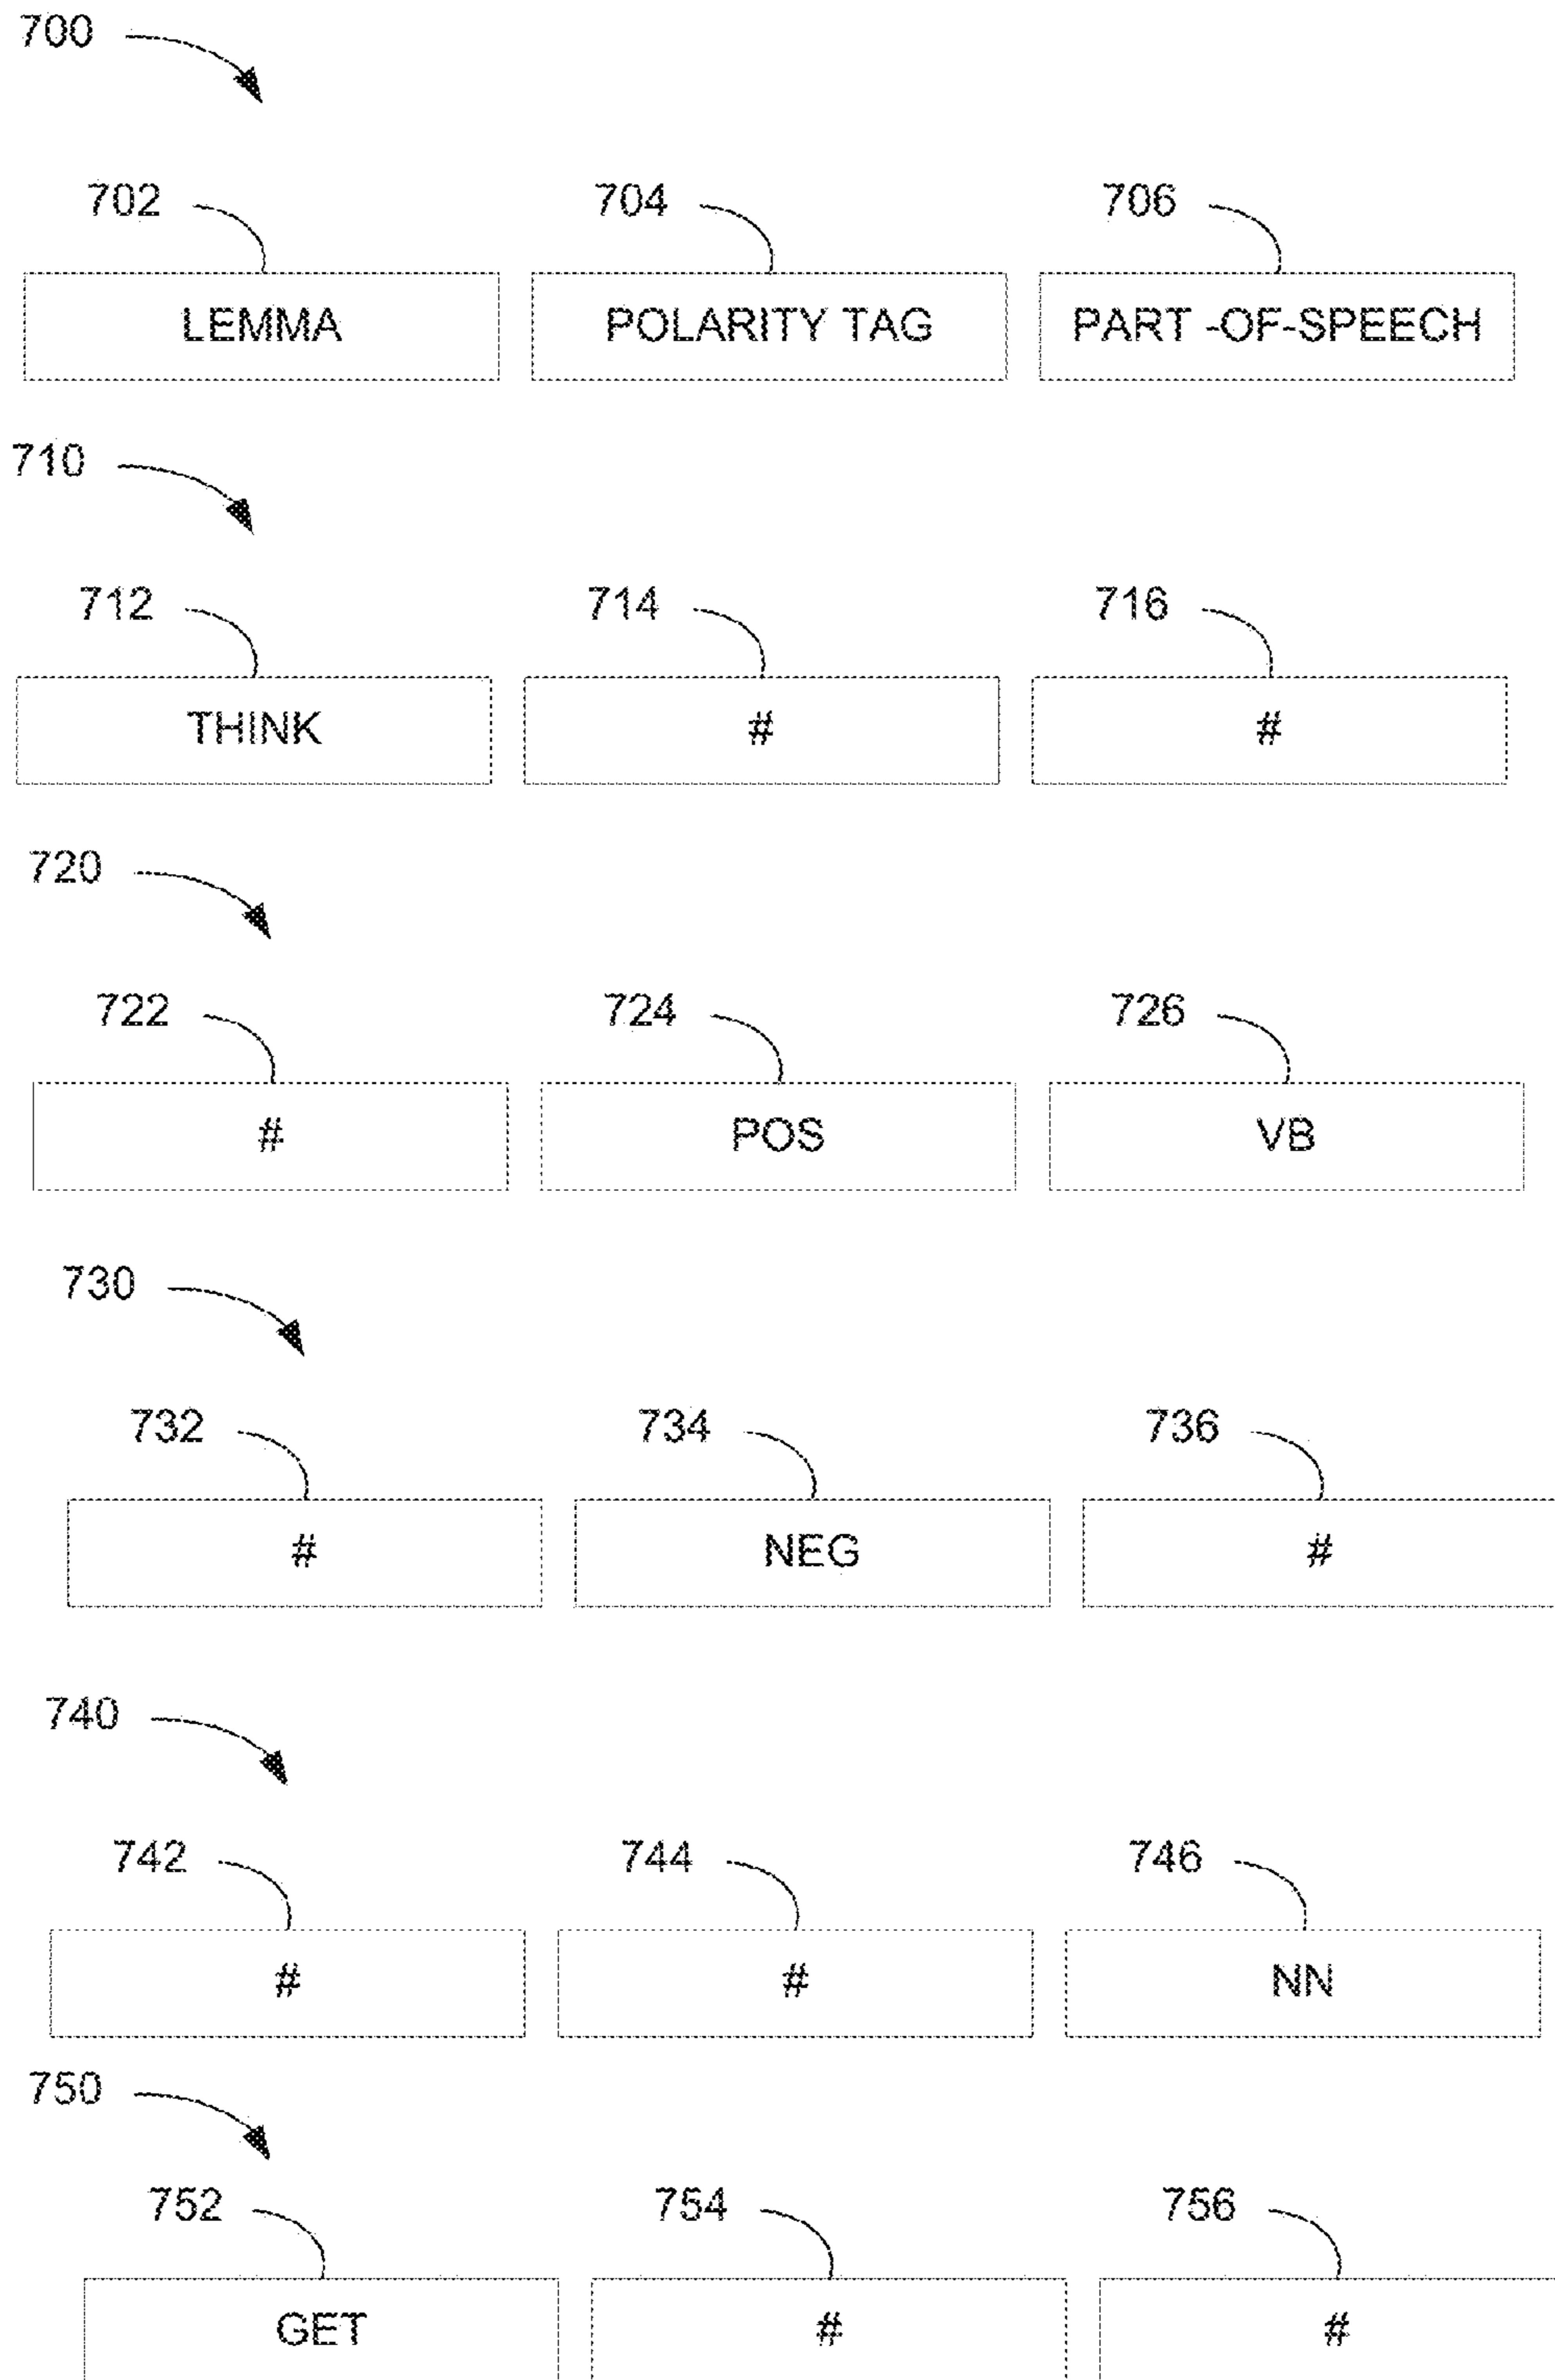 700
702 704 706
LEMMA POLARITY TAG PART -OF-SPEECH
710
712 714 716
THINK # #
720
722 724 726
# POS VB
730
732 734 736
# NEG #
740
742 744 746
# # NN
750
752 754 756
GET # #